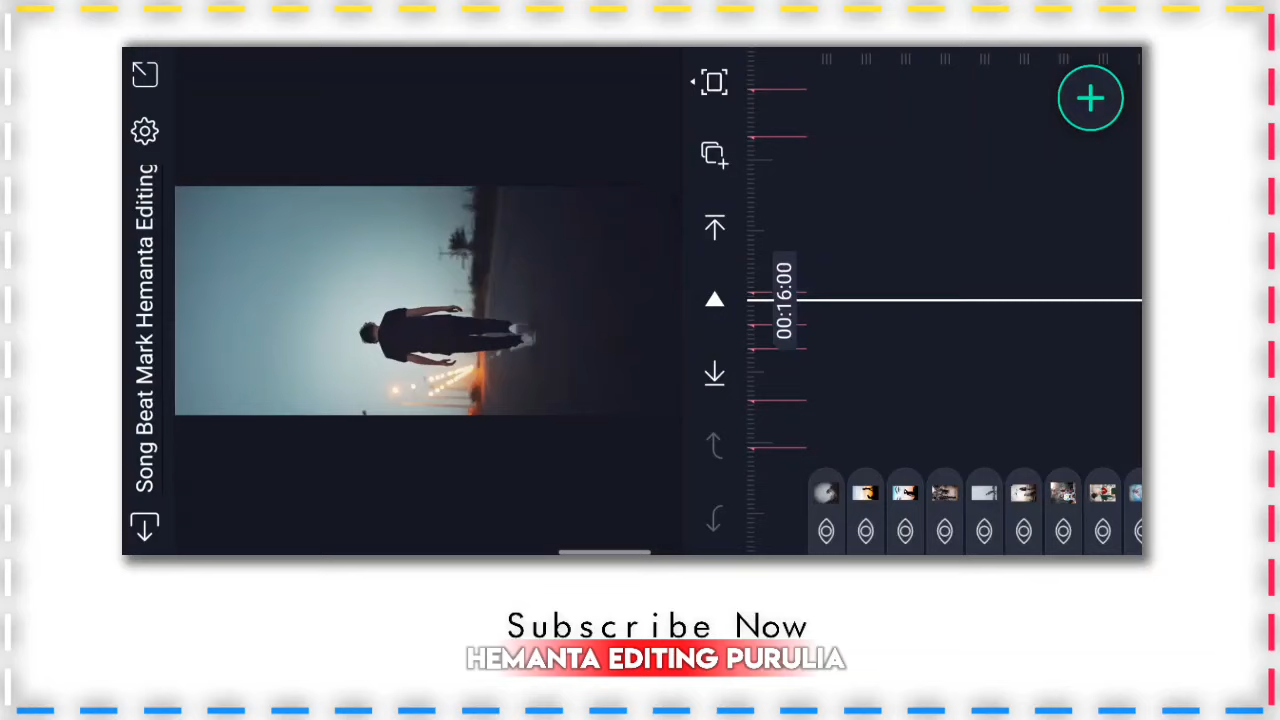 Song Beat Mark Hemanta Editing
00:16:00
Subscribe Now
HEMANTA EDITING PURULIA